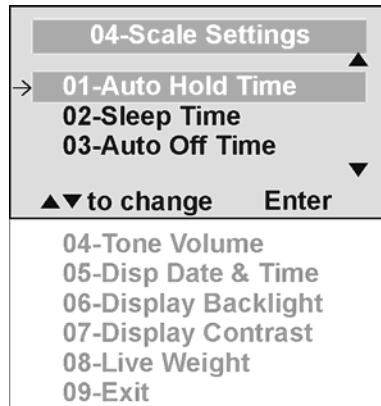 04-Scale Settings
01-Auto Hold Time
02-Sleep Time
03-Auto Off Time
▲▼ to change Enter
04-Tone Volume
05-Disp Date & Time
06-Display Backlight
07-Display Contrast
08-Live Weight
09-Exit